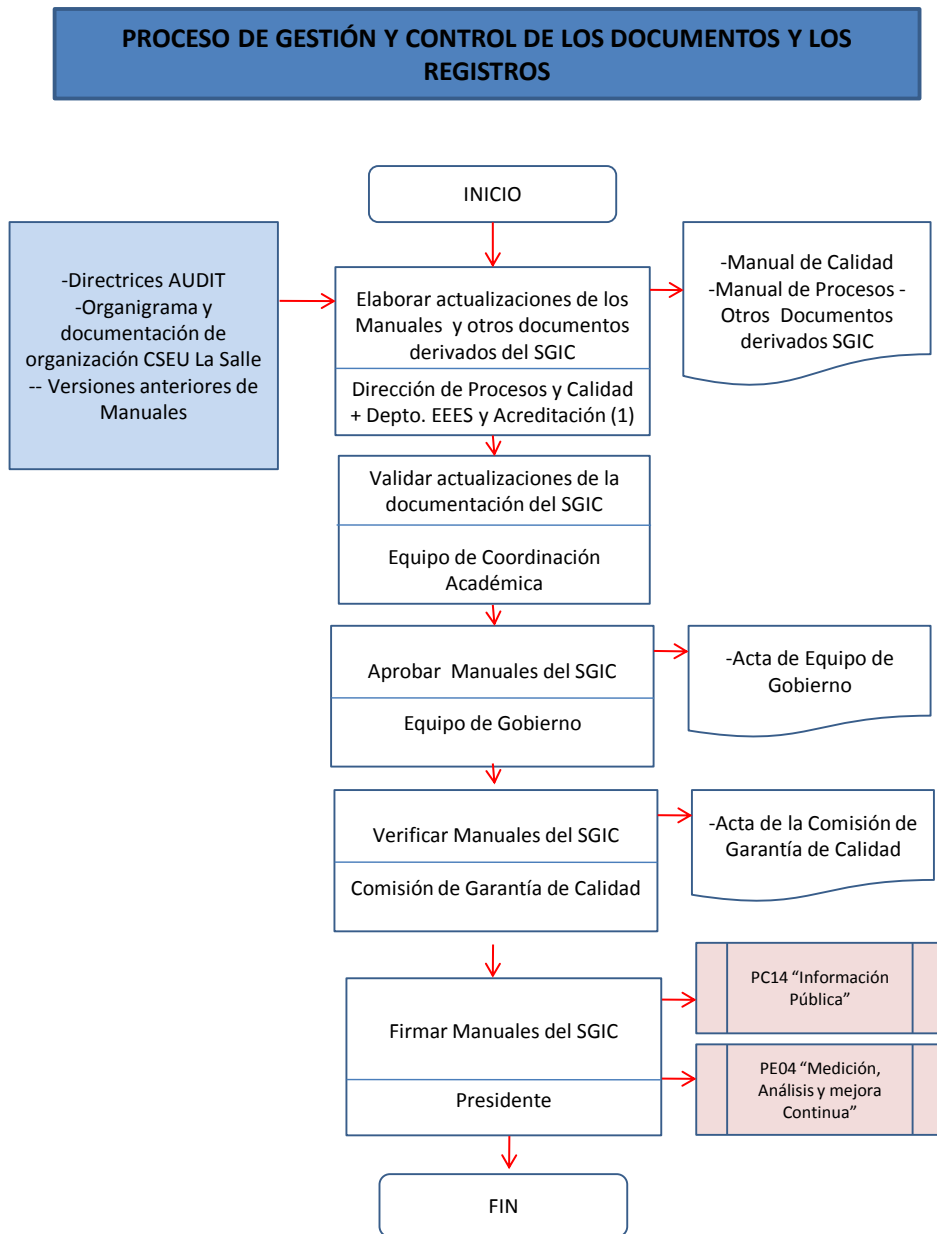 PROCESO DE GESTIÓN Y CONTROL DE LOS DOCUMENTOS Y LOS
REGISTROS
INICIO
-Directrices AUDIT
-Organigrama y
documentación de
organización CSEU La Salle
-- Versiones anteriores de
Manuales
Elaborar actualizaciones de los
Manuales y otros documentos
derivados del SGIC
Dirección de Procesos y Calidad
+ Depto. EEES y Acreditación (1)
-Manual de Calidad
-Manual de Procesos -
Otros Documentos
derivados SGIC
Validar actualizaciones de la
documentación del SGIC
Equipo de Coordinación
Académica
Aprobar Manuales del SGIC
Equipo de Gobierno
-Acta de Equipo de
Gobierno
Verificar Manuales del SGIC
Comisión de Garantía de Calidad
-Acta de la Comisión de
Garantía de Calidad
Firmar Manuales del SGIC
Presidente
PC14 “Información
Pública”
PE04 “Medición,
Análisis y mejora
Continua”
FIN